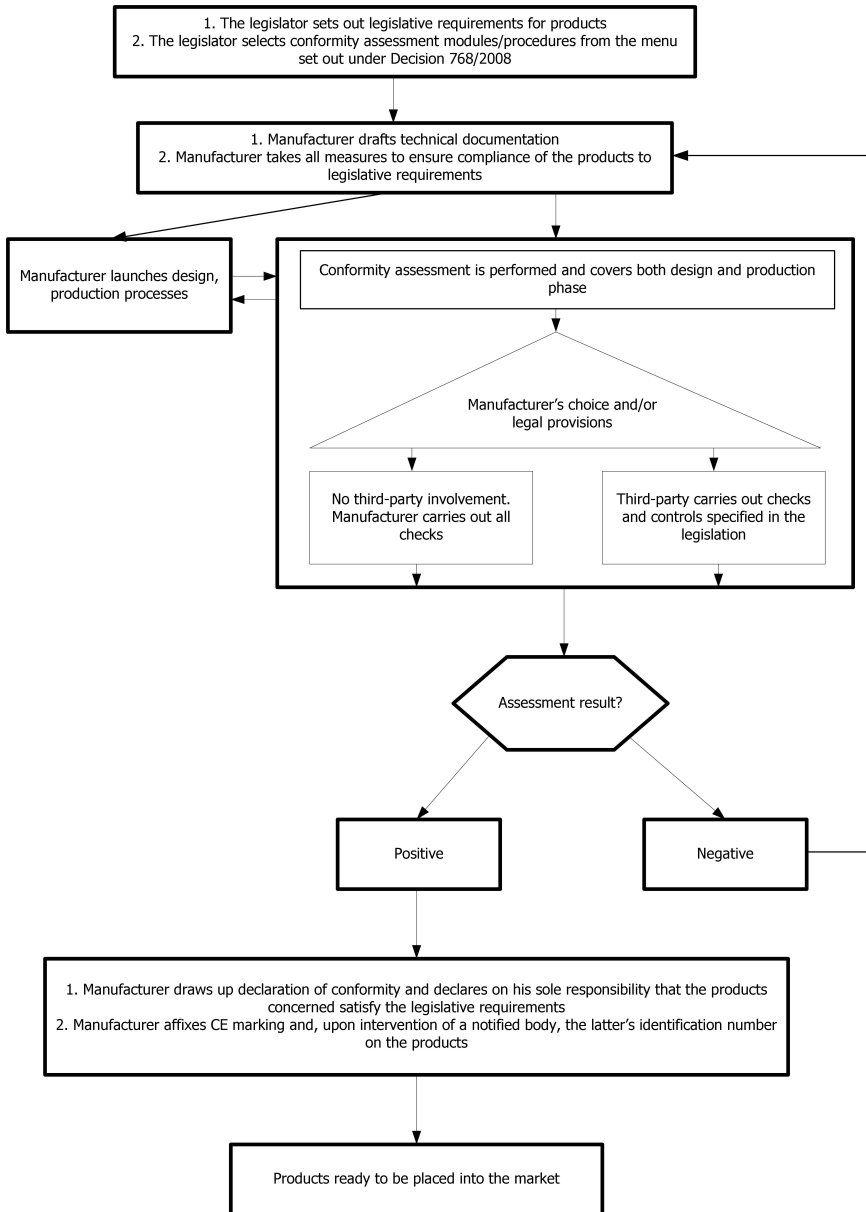 1. The legislator sets out legislative requirements for products
2. The legislator selects conformity assessment modules/procedures from the menu
set out under Decision 768/2008
1. Manufacturer drafts technical documentation
2. Manufacturer takes all measures to ensure compliance of the products to
legislative requirements
Manufacturer launches design,
production processes
Conformity assessment is performed and covers both design and production
phase
Manufacturer’s choice and/or
legal provisions
No third-party involvement.
Manufacturer carries out all
checks
Third-party carries out checks
and controls specified in the
legislation
Assessment result?
Positive
Negative
1. Manufacturer draws up declaration of conformity and declares on his sole responsibility that the products
concerned satisfy the legislative requirements
2. Manufacturer affixes CE marking and, upon intervention of a notified body, the latter’s identification number
on the products
Products ready to be placed into the market